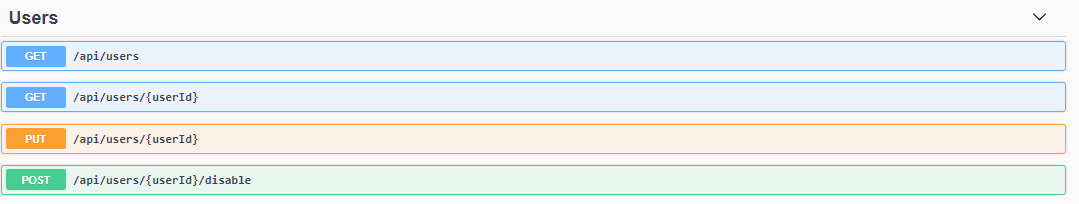 Users
GET /api/users
GET /api/users/{userId}
PUT /api/users/{userId}
POST /api/users/{userId}/disable